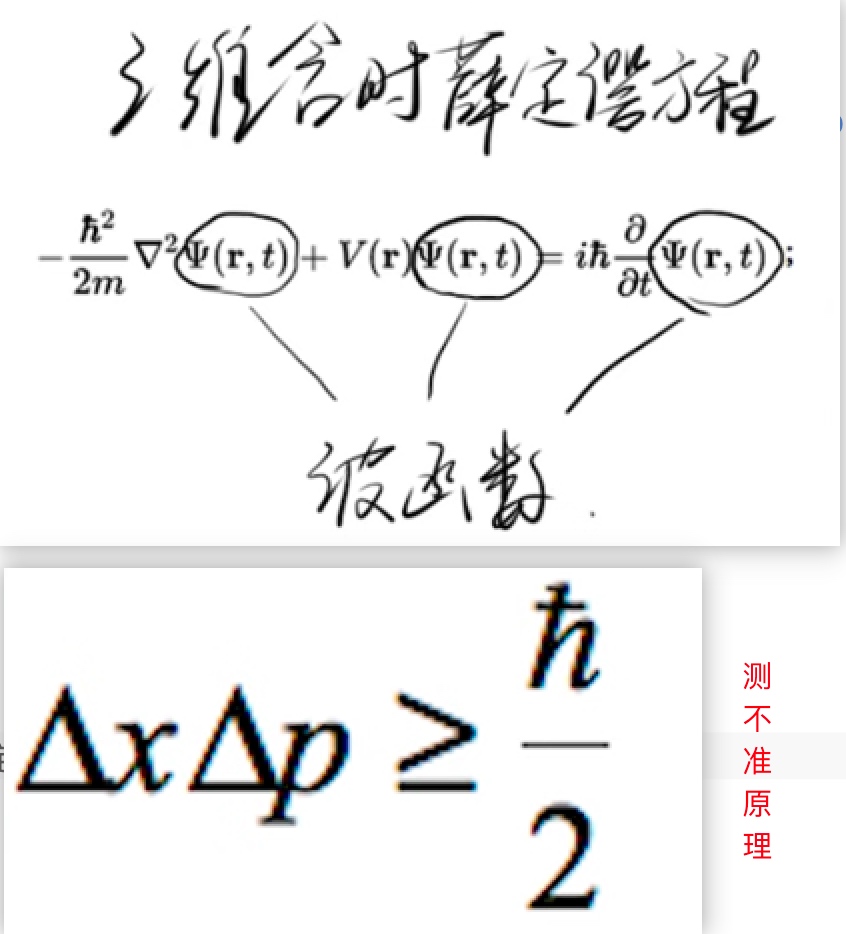 三维含时薛定谔方程
$-\frac{\hbar^2}{2m}\nabla^2\Psi(\mathbf{r},t)+V(\mathbf{r})\Psi(\mathbf{r},t)=i\hbar\frac{\partial}{\partial t}\Psi(\mathbf{r},t)$;
波函数.
$\Delta x\Delta p\geq\frac{\hbar}{2}$
测
不
准
原
理